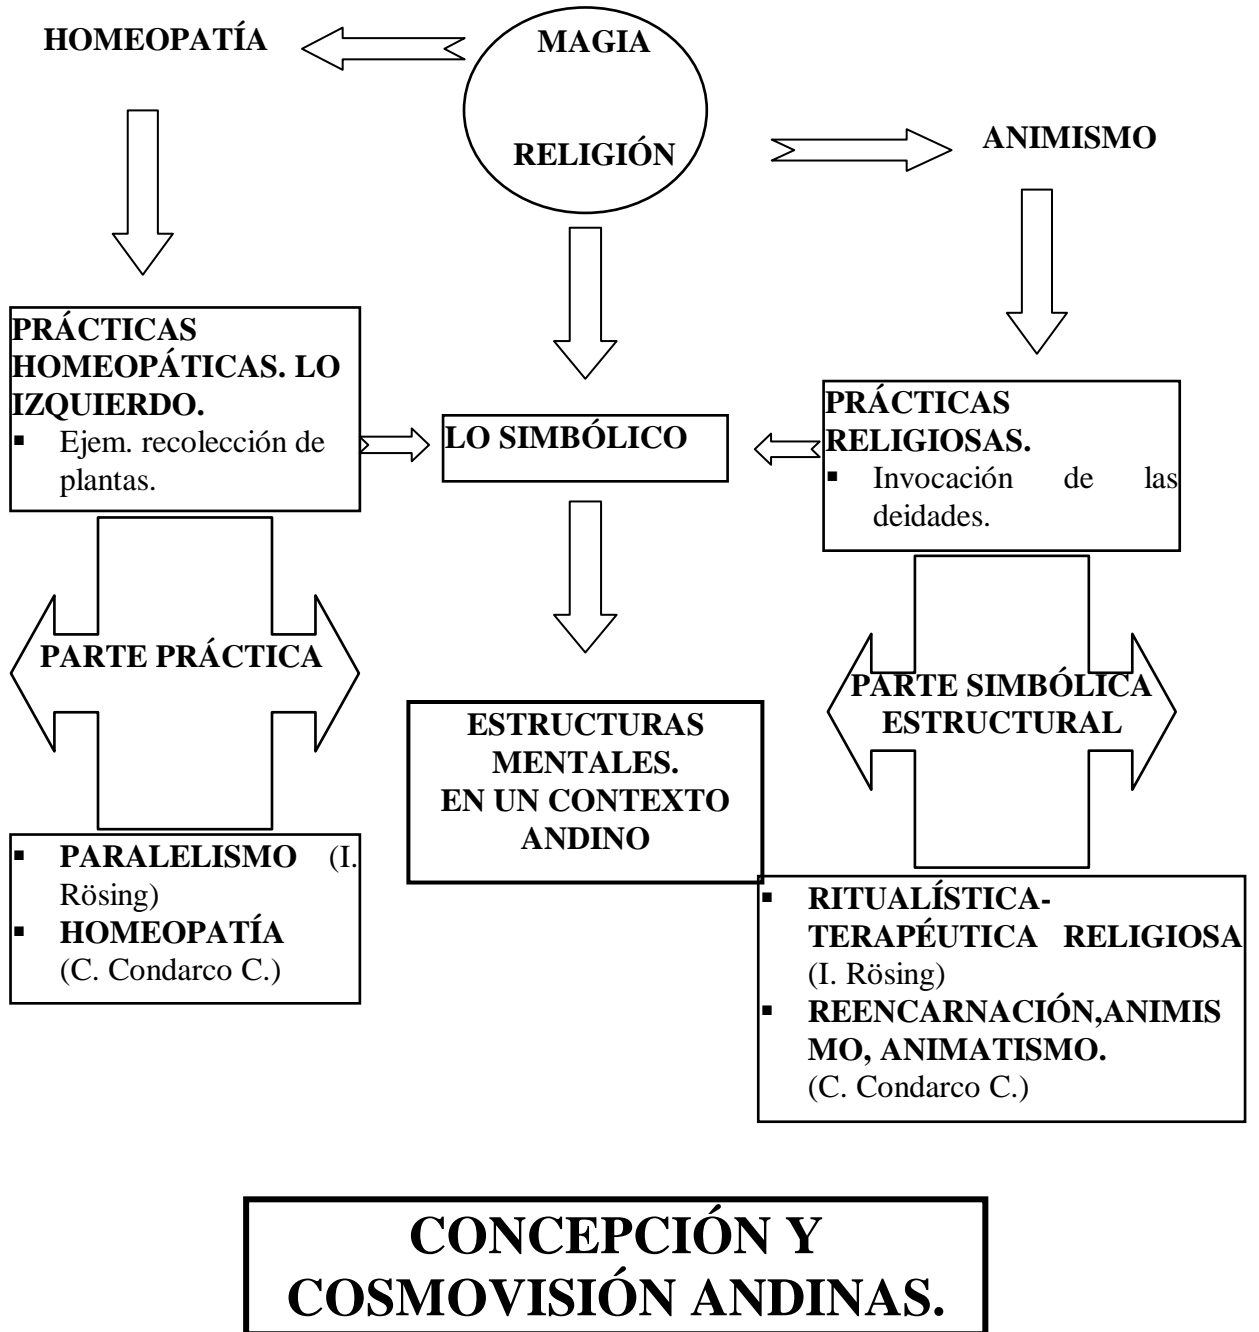 HOMEOPATÍA
MAGIA
RELIGIÓN
ANIMISMO
PRÁCTICAS
HOMEOPÁTICAS. LO
IZQUIERDO.
▪ Ejem. recolección de
plantas.
LO SIMBÓLICO
PRÁCTICAS
RELIGIOSAS.
▪ Invocación de las
deidades.
PARTE PRÁCTICA
PARTE SIMBÓLICA
ESTRUCTURAL
ESTRUCTURAS
MENTALES.
EN UN CONTEXTO
ANDINO
▪ PARALELISMO (I.
Rösing)
▪ HOMEOPATÍA
(C. Condarco C.)
▪ RITUALÍSTICA-
TERAPÉUTICA RELIGIOSA
(I. Rösing)
▪ REENCARNACIÓN,ANIMIS
MO, ANIMATISMO.
(C. Condarco C.)
CONCEPCIÓN Y
COSMOVISIÓN ANDINAS.